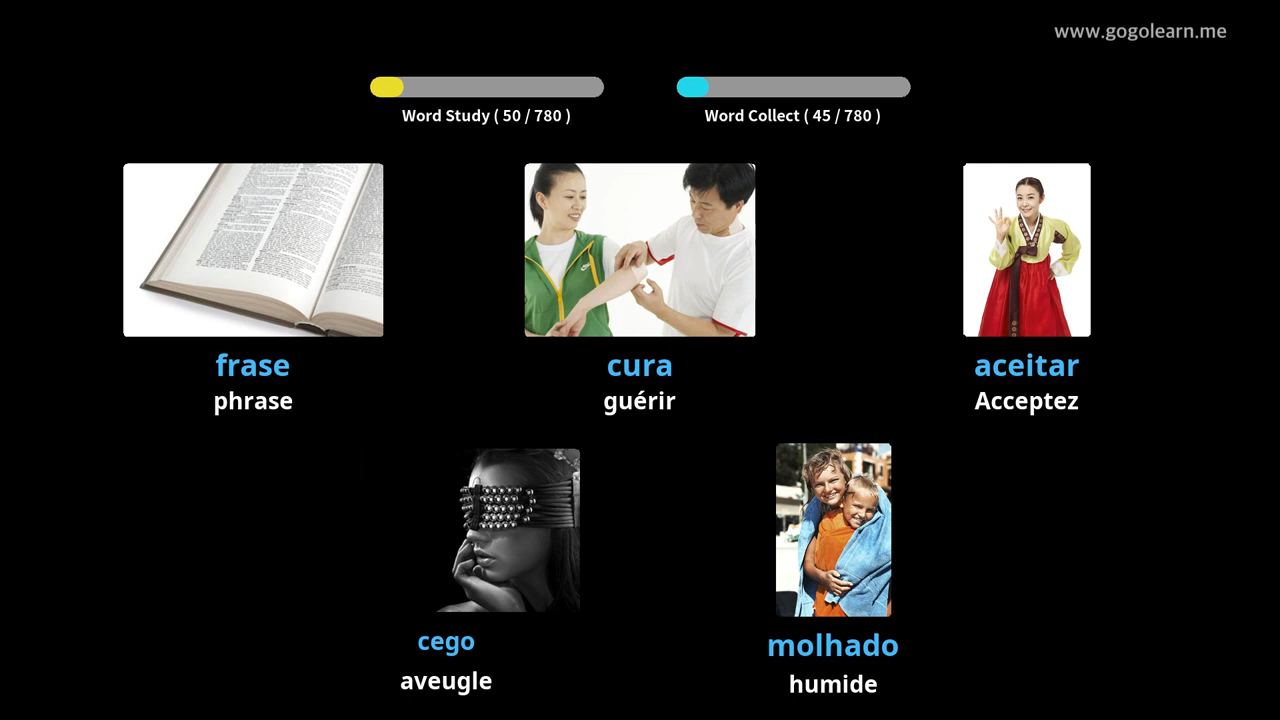 www.gogolearn.me
Word Study ( 50 / 780 )
Word Collect ( 45 / 780 )
frase
phrase
cura
guérir
aceitar
Acceptez
cego
aveugle
molhado
humide